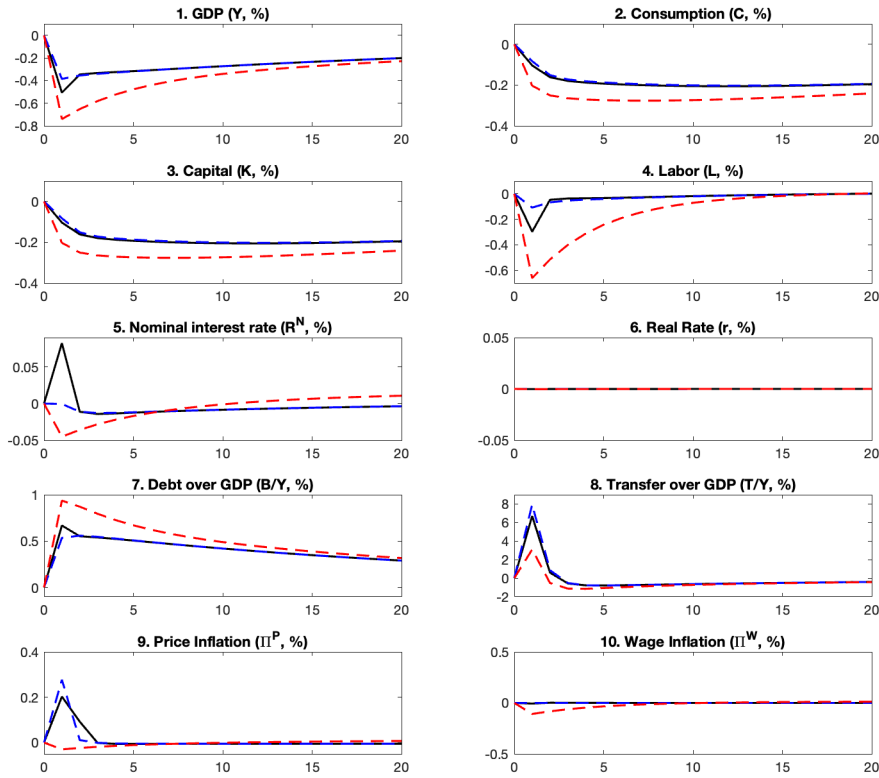 1. GDP (Y, %)
0
-0.2
-0.4
-0.6
-0.8
0 5 10 15 20
2. Consumption (C, %)
0
-0.2
-0.4
0 5 10 15 20
3. Capital (K, %)
0
-0.2
-0.4
0 5 10 15 20
4. Labor (L, %)
0
-0.2
-0.4
-0.6
0 5 10 15 20
5. Nominal interest rate (R^N, %)
0.05
0
-0.05
0 5 10 15 20
6. Real Rate (r, %)
0.05
0
-0.05
0 5 10 15 20
7. Debt over GDP (B/Y, %)
1
0.5
0
0 5 10 15 20
8. Transfer over GDP (T/Y, %)
8
6
4
2
0
-2
0 5 10 15 20
9. Price Inflation (Π^P, %)
0.4
0.2
0
0 5 10 15 20
10. Wage Inflation (Π^W, %)
0.5
0
-0.5
0 5 10 15 20